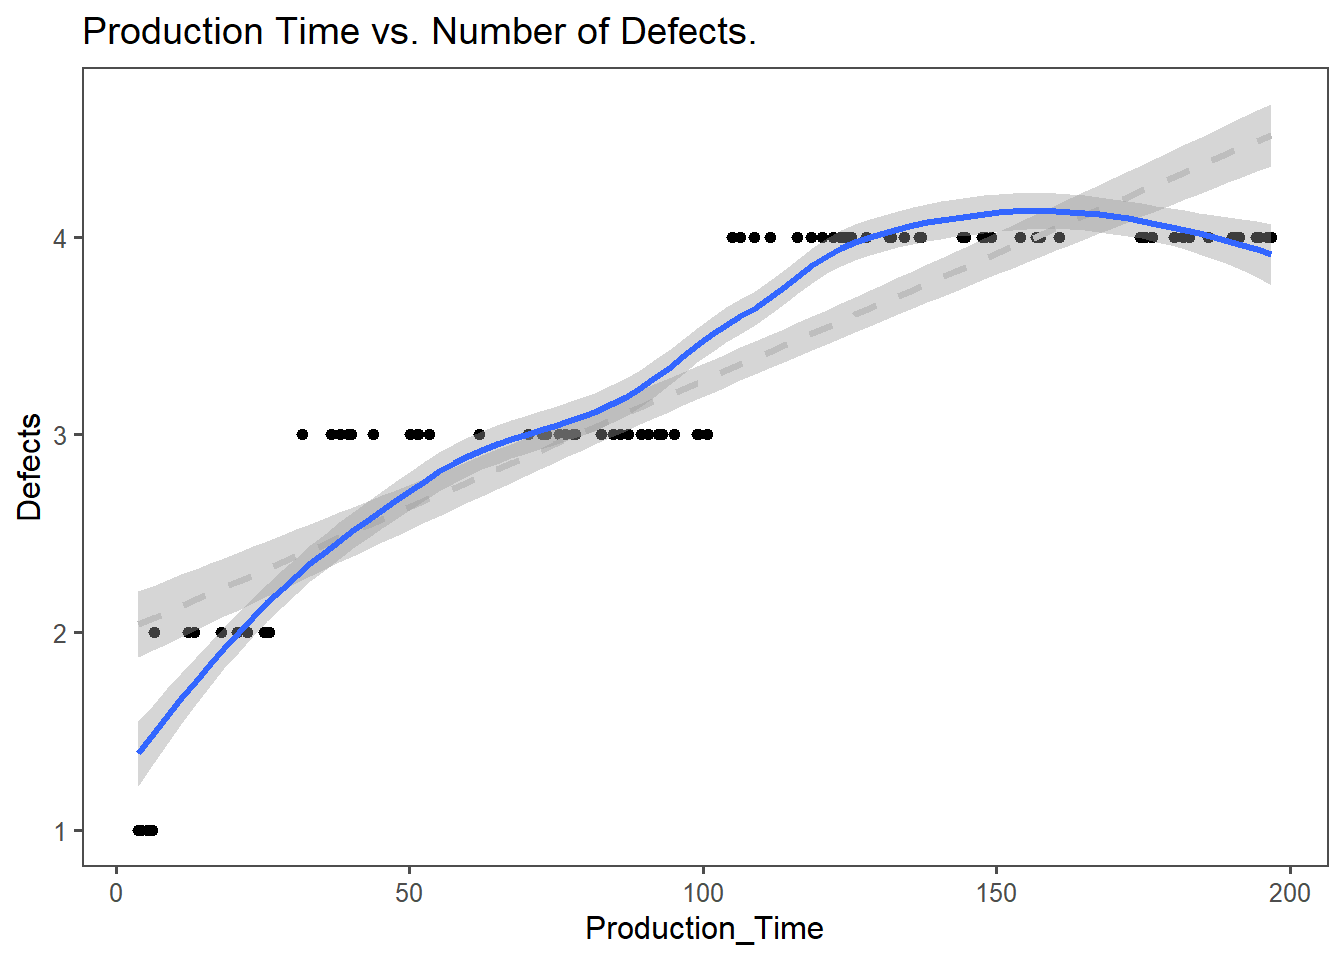 Production Time vs. Number of Defects.
4
3
2
1
Defects
0 50 100 150 200
Production_Time